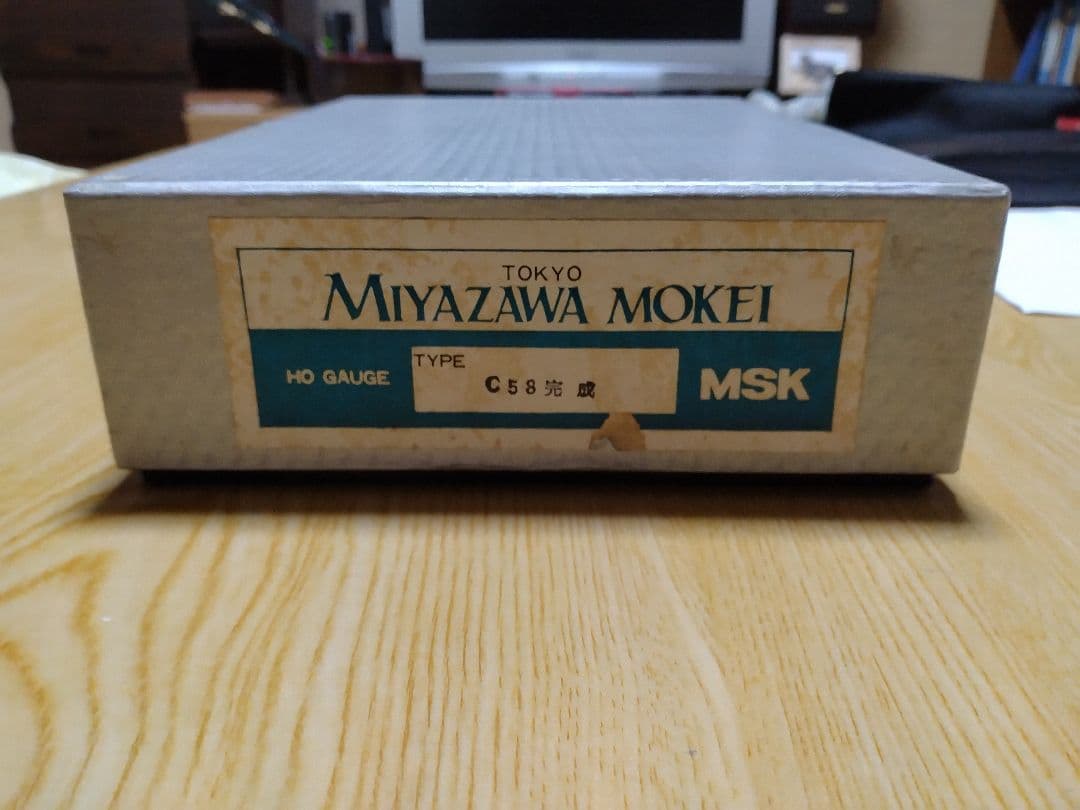 TOKYO
MIYAZAWA MOKEI
HO GAUGE
TYPE
C58完成
MSK